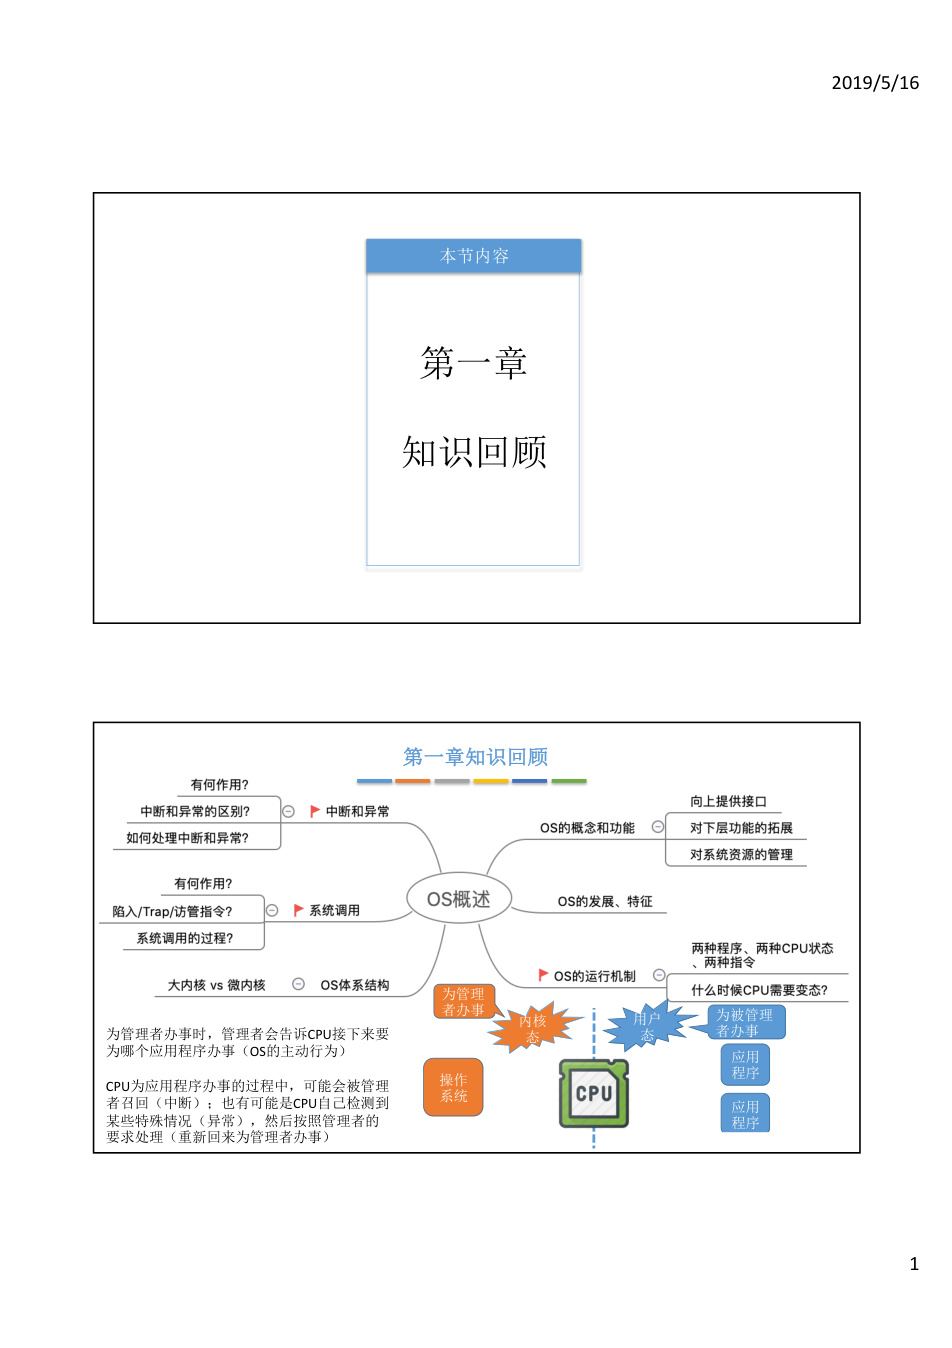 2019/5/16
本节内容
第一章
知识回顾
第一章知识回顾
有何作用?
中断和异常的区别?
如何处理中断和异常?
中断和异常
有何作用?
陷入/Trap/访管指令?
系统调用的过程?
系统调用
大内核 vs 微内核
OS体系结构
OS概述
OS的概念和功能
向上提供接口
对下层功能的拓展
对系统资源的管理
OS的发展、特征
OS的运行机制
两种程序、两种CPU状态
、两种指令
什么时候CPU需要变态?
为管理
者办事
内核
态
用户
态
为被管理
者办事
操作
系统
CPU
应用
程序
应用
程序
为管理者办事时，管理者会告诉CPU接下来要
为哪个应用程序办事（OS的主动行为）
CPU为应用程序办事的过程中，可能会被管理
者召回（中断）；也有可能是CPU自己检测到
某些特殊情况（异常），然后按照管理者的
要求处理（重新回来为管理者办事）
1